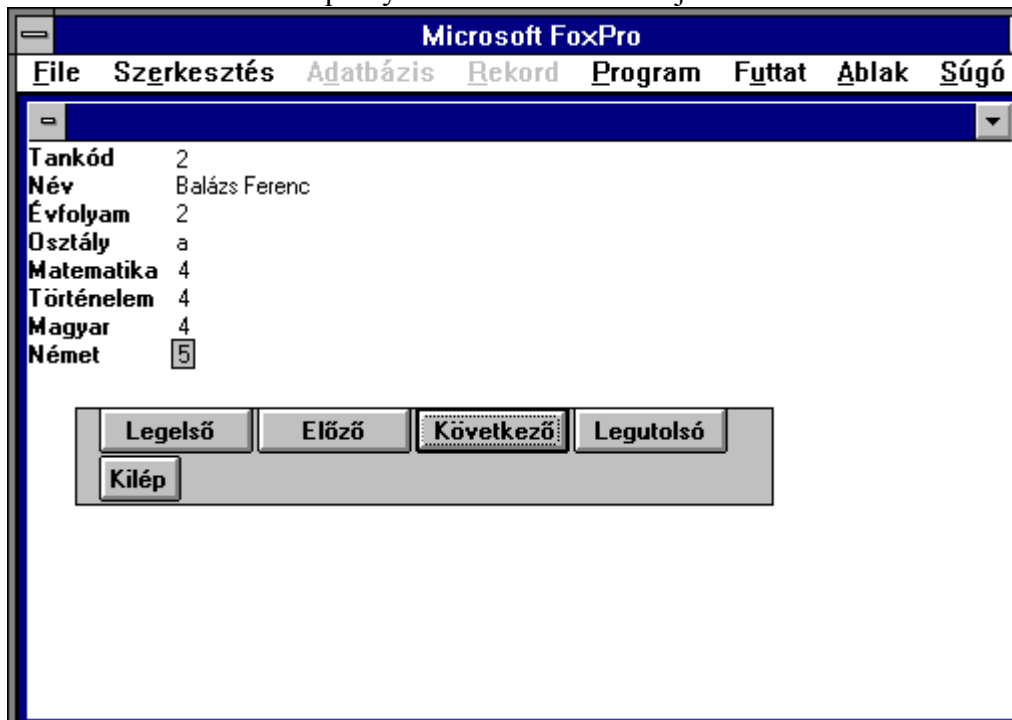 Microsoft FoxPro
File Szerkesztés Adatbázis Rekord Program Futtat Ablak Súgó
Tankód 2
Név Balázs Ferenc
Évfolyam 2
Osztály a
Matematika 4
Történelem 4
Magyar 4
Német 5
Legelső Előző Következő Legutolsó
Kilép